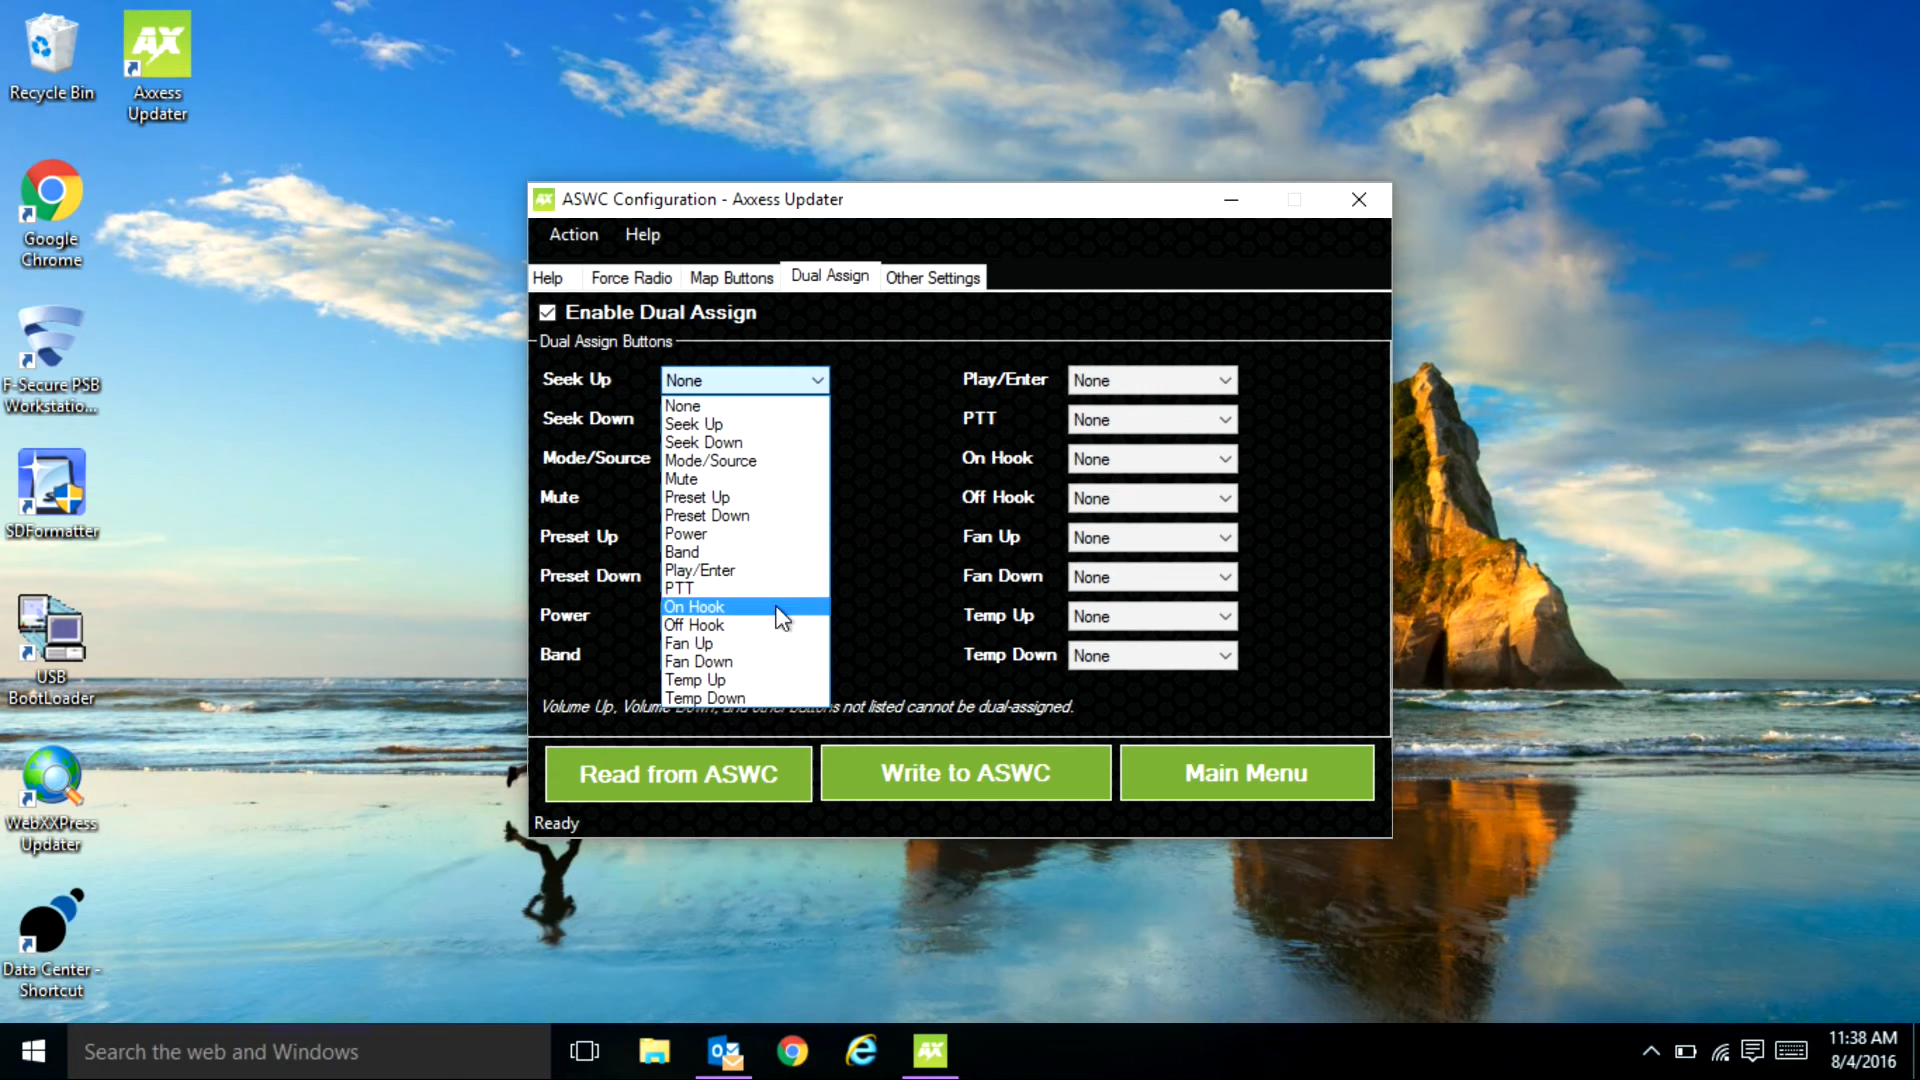 Recycle Bin
AX
Axxess
Updater
Google
Chrome
F-Secure PSB
Workstatio...
SDFormatter
USB
BootLoader
WebXXPress
Updater
Data Center -
Shortcut
AX ASWC Configuration - Axxess Updater
Action Help
Help Force Radio Map Buttons Dual Assign Other Settings
Enable Dual Assign
Dual Assign Buttons
Seek Up None
Seek Down
Mode/Source
Mute
Preset Up
Preset Down
Power
Band
None
Seek Up
Seek Down
Mode/Source
Mute
Preset Up
Preset Down
Power
Band
Play/Enter
PTT
On Hook
Off Hook
Fan Up
Fan Down
Temp Up
Temp Down
Play/Enter None
PTT None
On Hook None
Off Hook None
Fan Up None
Fan Down None
Temp Up None
Temp Down None
Volume Up, Volume Down, and other buttons not listed cannot be dual-assigned.
Read from ASWC Write to ASWC Main Menu
Ready
Search the web and Windows
AX
11:38 AM
8/4/2016